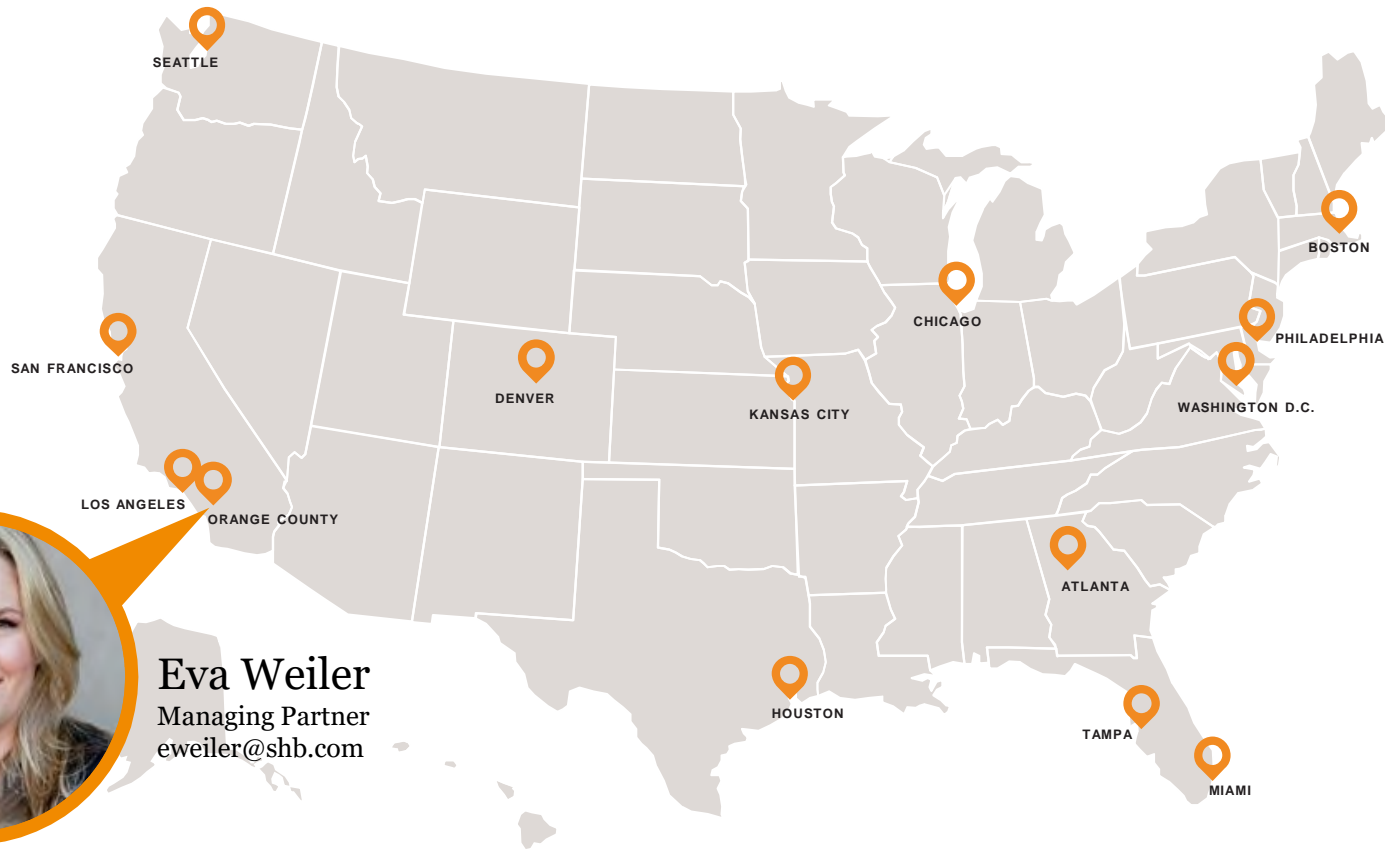 SEATTLE
BOSTON
CHICAGO
PHILADELPHIA
SAN FRANCISCO
DENVER
KANSAS CITY
WASHINGTON D.C.
LOS ANGELES
ORANGE COUNTY
ATLANTA
Eva Weiler
Managing Partner
eweiler@shb.com
HOUSTON
TAMPA
MIAMI